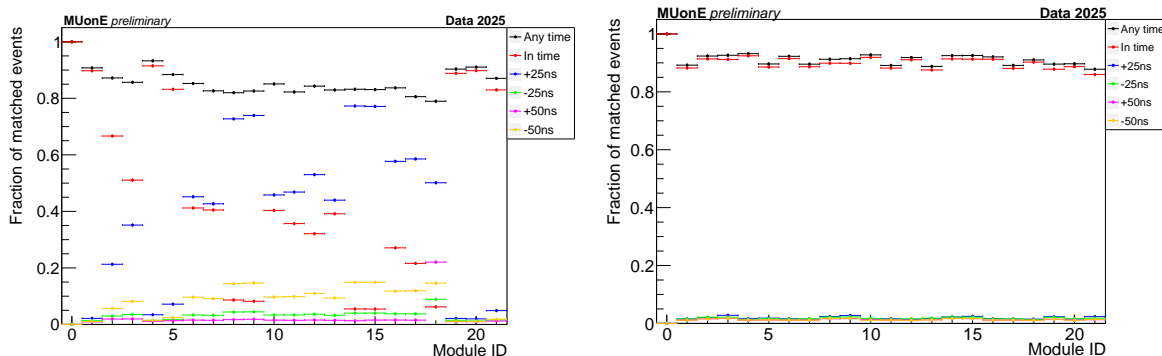 MUonE preliminary Data 2025
Fraction of matched events
1
0.8
0.6
0.4
0.2
0
0 5 10 15 20
Module ID
Any time
In time
+25ns
-25ns
+50ns
-50ns
MUonE preliminary Data 2025
Fraction of matched events
1
0.8
0.6
0.4
0.2
0
0 5 10 15 20
Module ID
Any time
In time
+25ns
-25ns
+50ns
-50ns